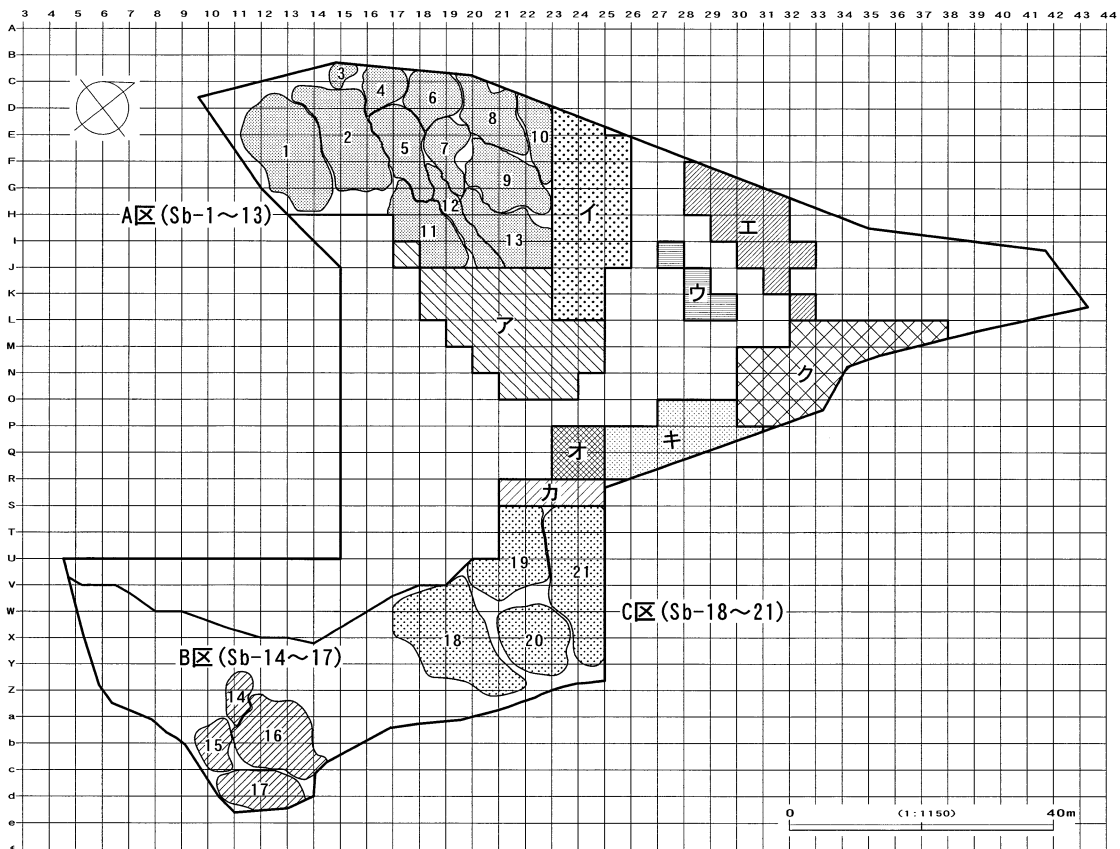 3 4 5 6 7 8 9 10 11 12 13 14 15 16 17 18 19 20 21 22 23 24 25 26 27 28 29 30 31 32 33 34 35 36 37 38 39 40 41 42 43 44
A
B
C
D
E
F
G
H
I
J
K
L
M
N
O
P
Q
R
S
T
U
V
W
X
Y
Z
a
b
c
d
e
f
3
4
6
8
10
1
2
5
7
9
12
11
13
A区(Sb-1～13)
イ
エ
ウ
ア
ク
キ
オ
カ
19
21
18
20
C区(Sb-18～21)
B区(Sb-14～17)
14
15
16
17
0 (1:1150) 40m